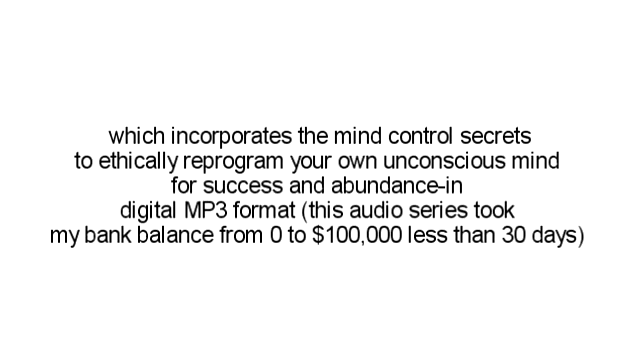 which incorporates the mind control secrets
to ethically reprogram your own unconscious mind
for success and abundance-in
digital MP3 format (this audio series took
my bank balance from 0 to $100,000 less than 30 days)